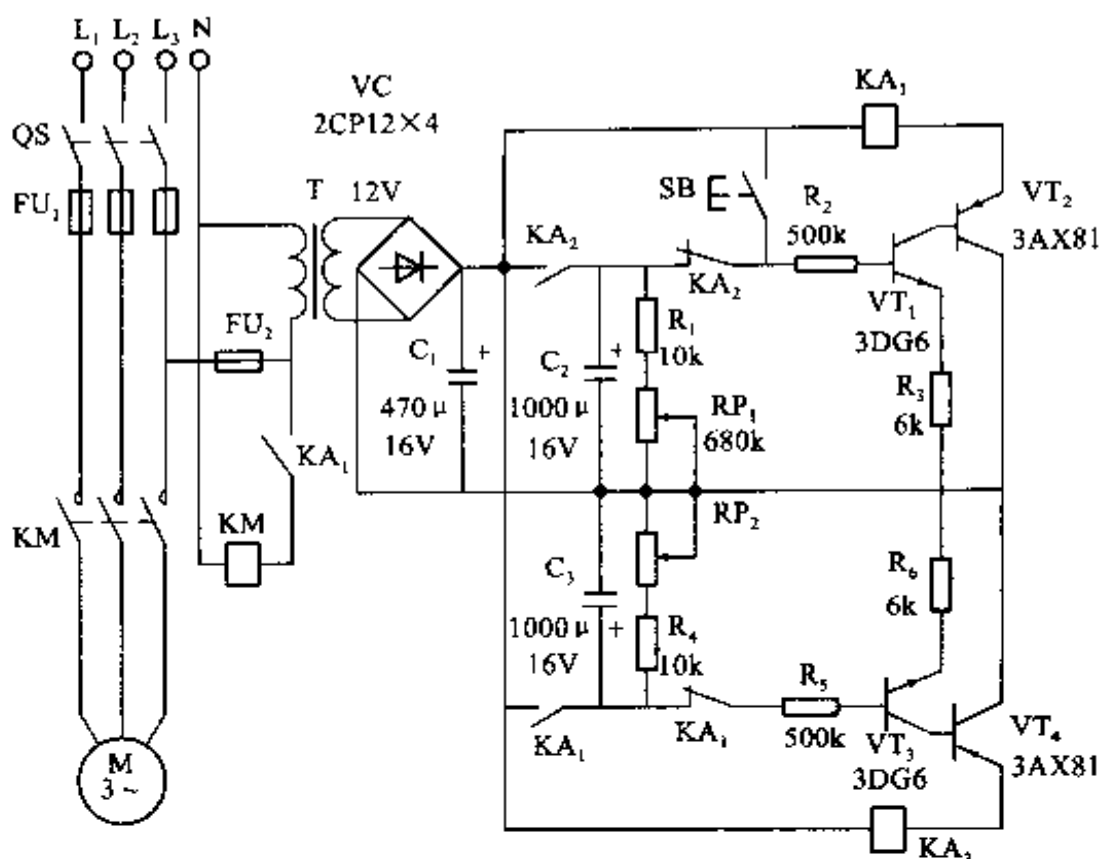 L₁ L₂ L₃ N
VC
2CP12×4
KA₁
QS
FU₁
T 12V
SB
R₂
500k
VT₂
3AX81
KA₂
KA₂
VT₁
3DG6
FU₂
C₁
470μ
16V
C₂
1000μ
16V
R₁
10k
RP₁
680k
R₃
6k
KA₁
KM
KM
RP₂
C₃
1000μ
16V
R₄
10k
R₆
6k
KA₁
KA₁
R₅
500k
VT₃
3DG6
VT₄
3AX81
M
3~
KA₂